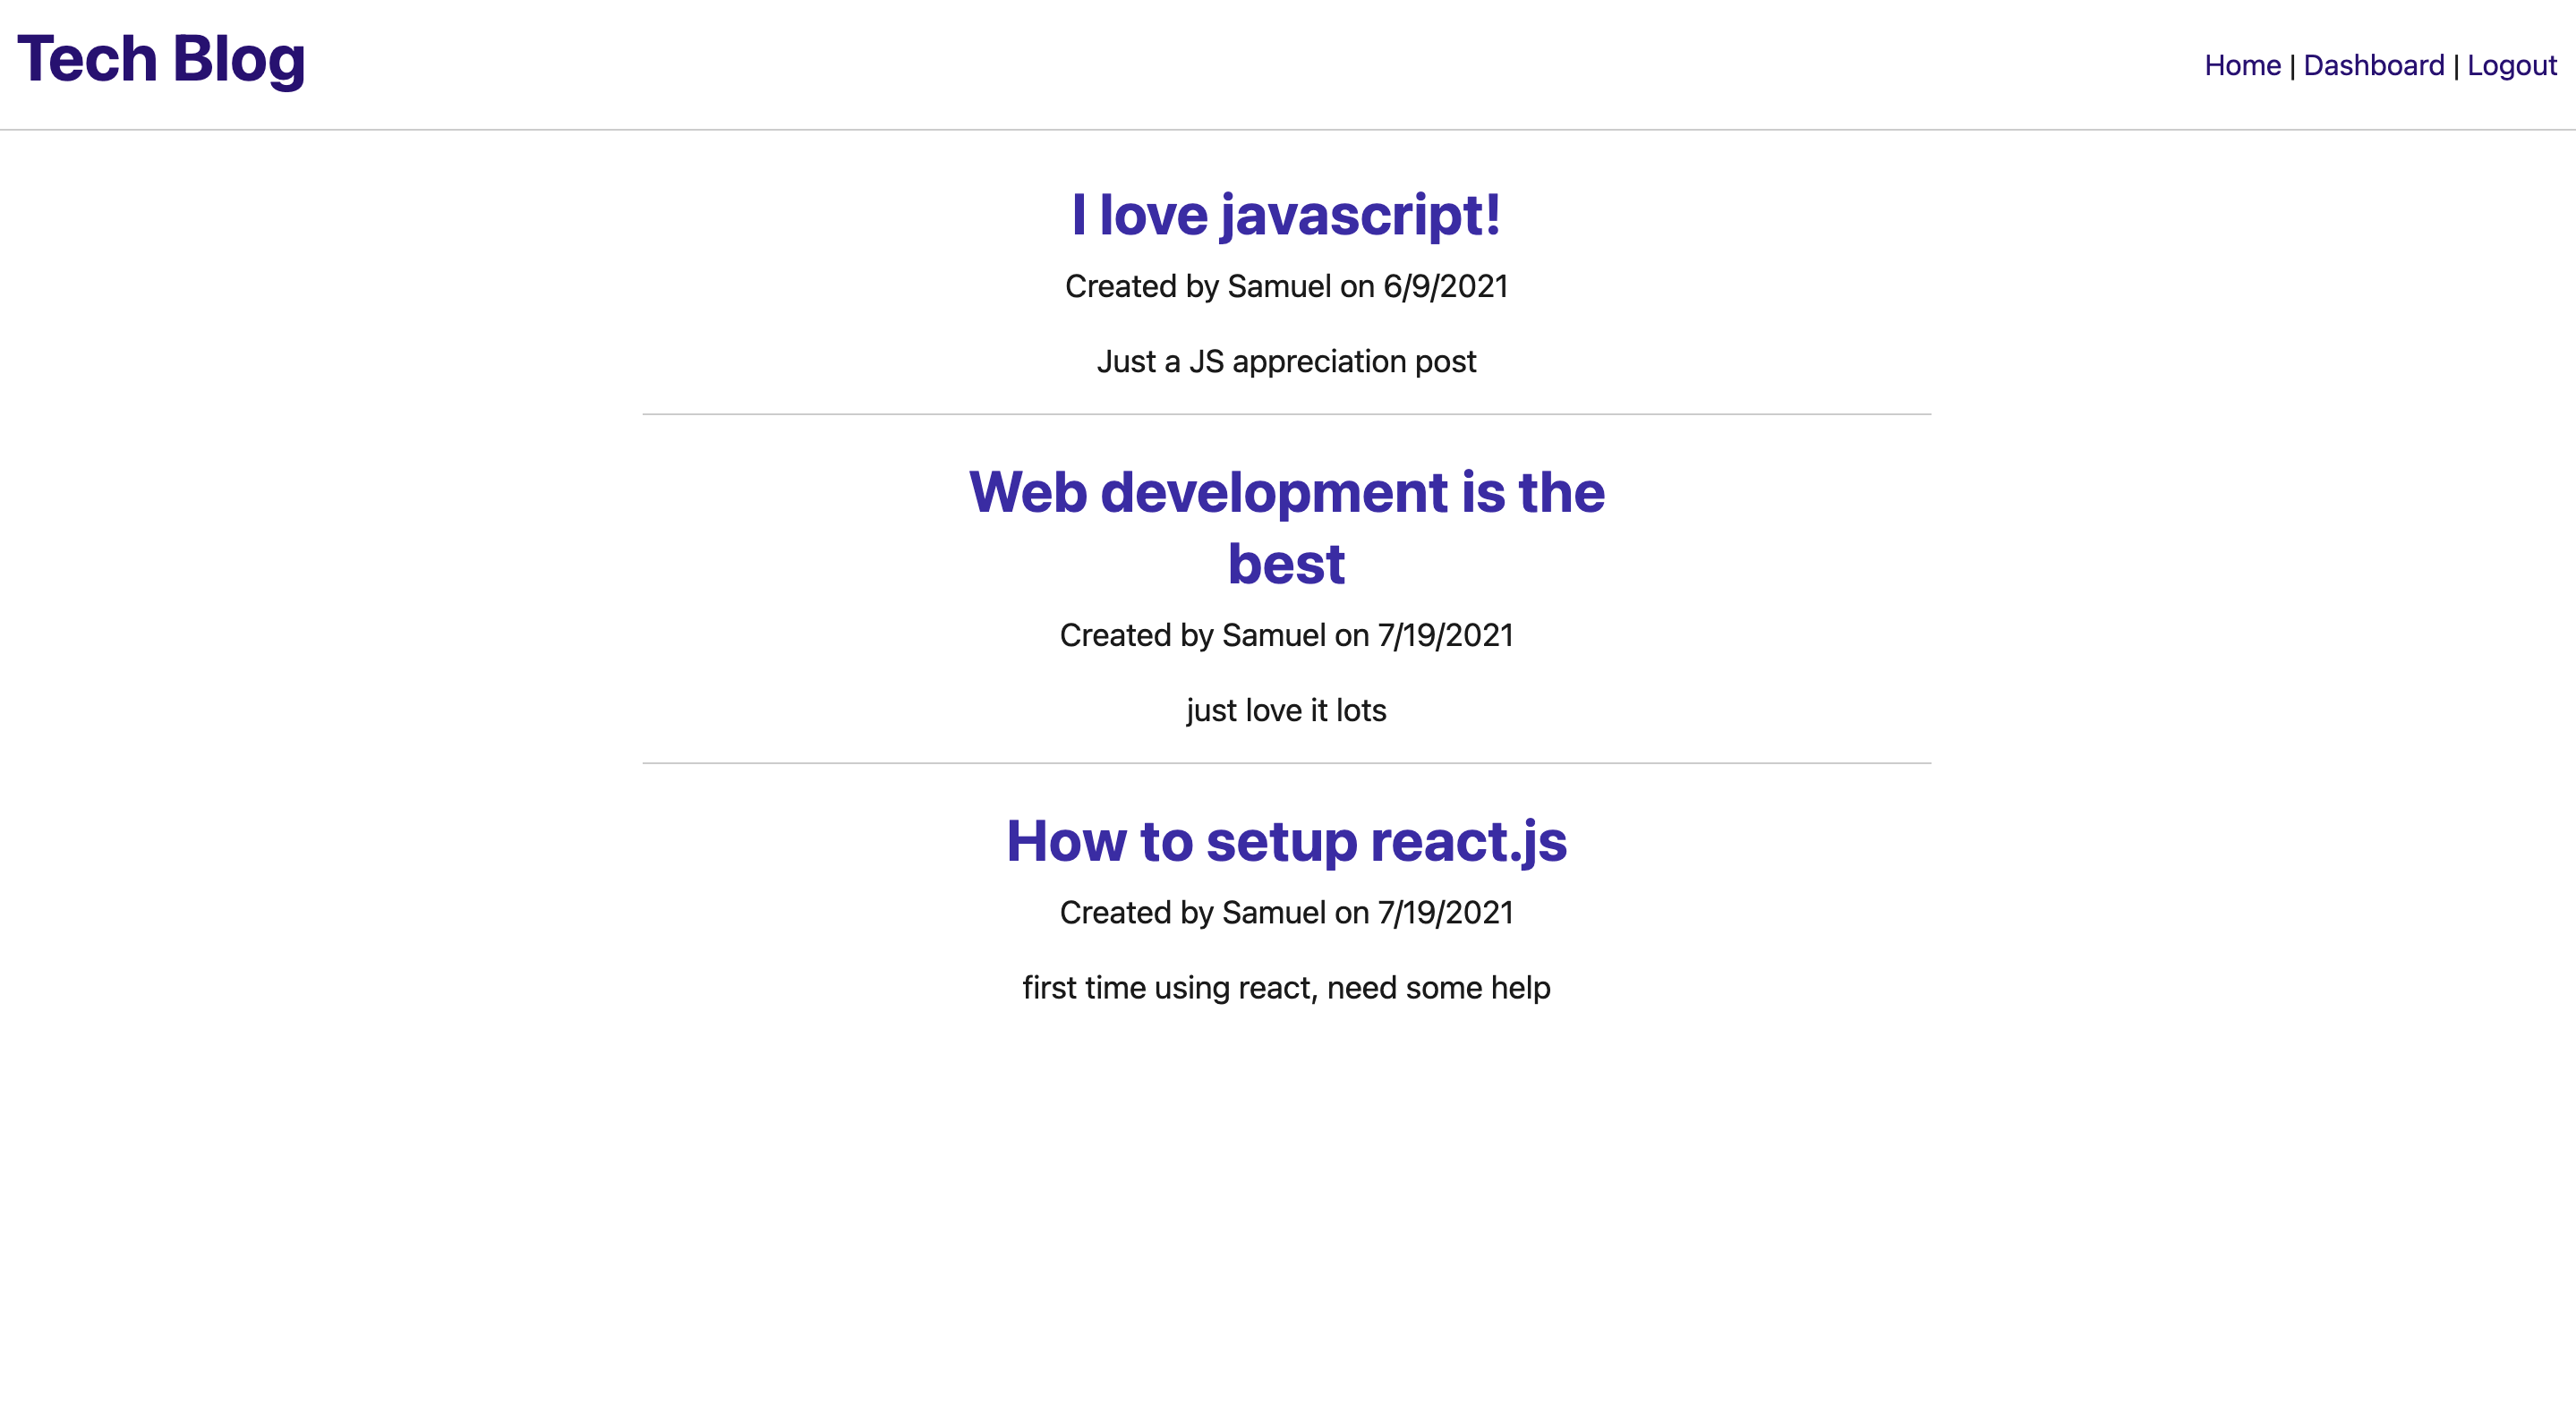 Tech Blog
Home | Dashboard | Logout
I love javascript!
Created by Samuel on 6/9/2021
Just a JS appreciation post
Web development is the
best
Created by Samuel on 7/19/2021
just love it lots
How to setup react.js
Created by Samuel on 7/19/2021
first time using react, need some help